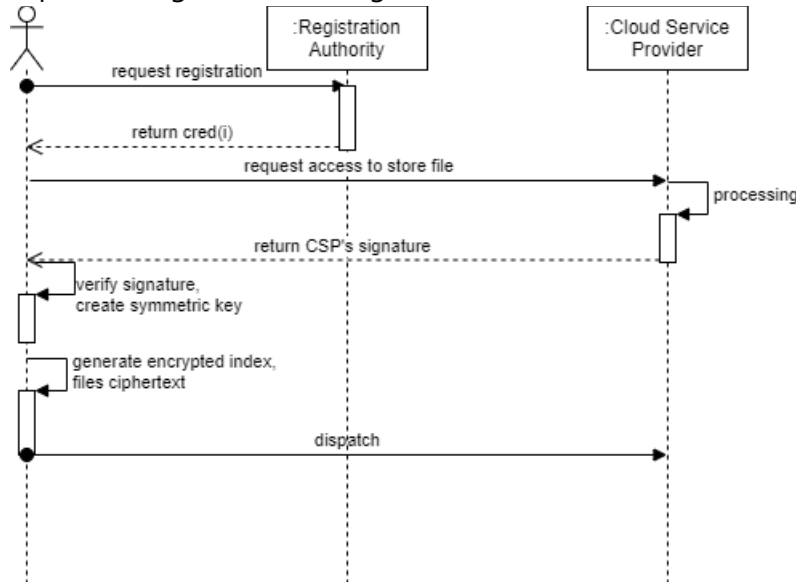 :Registration
Authority
:Cloud Service
Provider
request registration
return cred(i)
request access to store file
processing
return CSP's signature
verify signature,
create symmetric key
generate encrypted index,
files ciphertext
dispatch